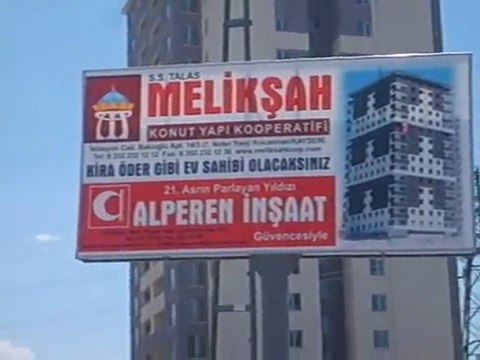 S.S. TALAS
MELİKŞAH
KONUT YAPI KOOPERATİFİ
KİRA ÖDER GİBİ EV SAHİBİ OLACAKSINIZ
21. Asrın Parlayan Yıldızı
ALPEREN İNŞAAT
Güvencesiyle